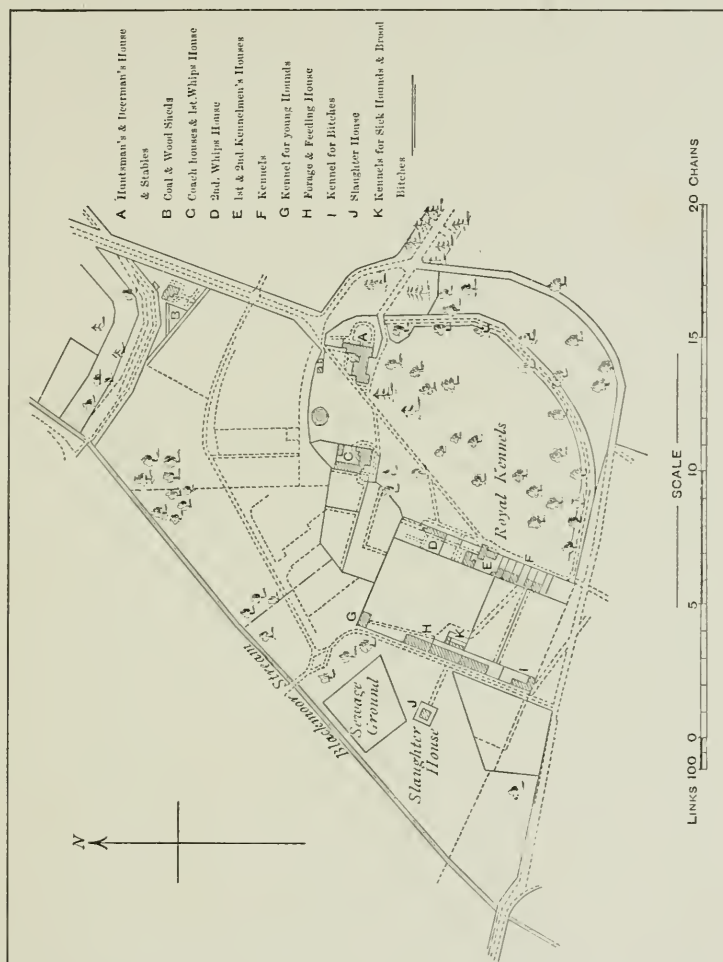 A Huntsman's & Deerman's House
& Stables
B Coal & Wood Sheds
C Coach houses & 1st. Whips House
D 2nd. Whips House
E 1st & 2nd. Kennelmen's Houses
F Kennels
G Kennel for young Hounds
H Forage & Feeding House
I Kennel for Bitches
J Slaughter House
K Kennels for Sick Hounds & Brood
Bitches
N
Blackmoor Stream
Sewage
Ground
Slaughter
House
Royal Kennels
A
B
C
D
E
F
G
H
I
J
K
SCALE
LINKS 100 0 5 10 15 20 CHAINS